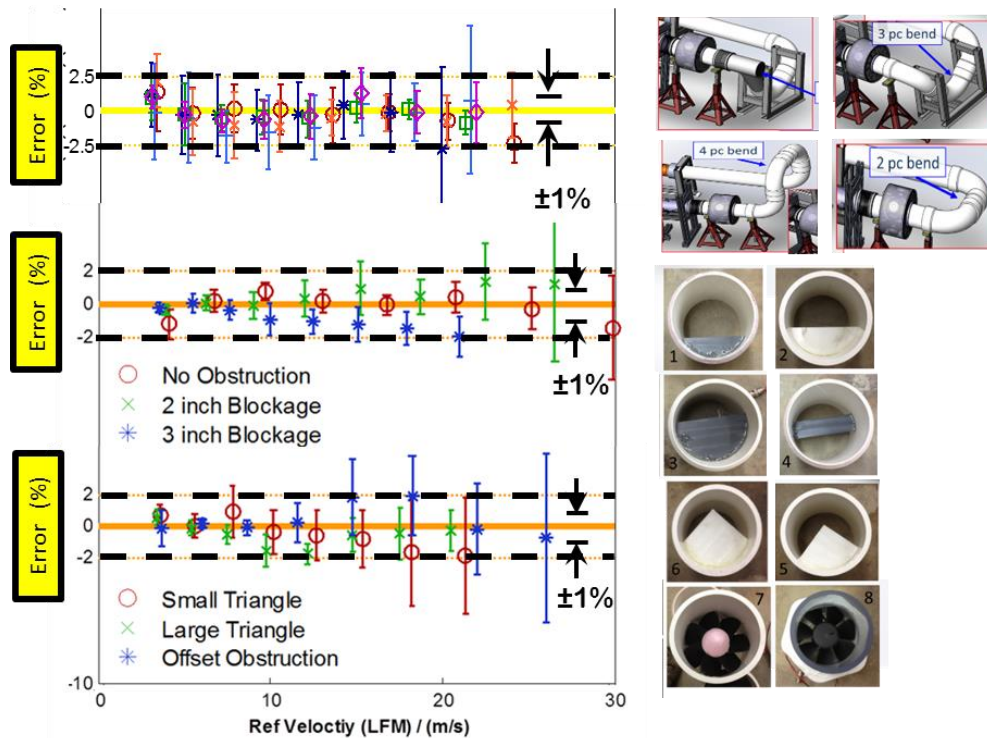 Error (%)
2.5
0
-2.5
±1%
3 pc bend
4 pc bend
2 pc bend
Error (%)
2
0
-2
±1%
No Obstruction
2 inch Blockage
3 inch Blockage
1
2
3
4
Error (%)
2
0
-2
±1%
Small Triangle
Large Triangle
Offset Obstruction
6
5
7
8
-10
0
10
20
30
Ref Veloctiy (LFM) / (m/s)